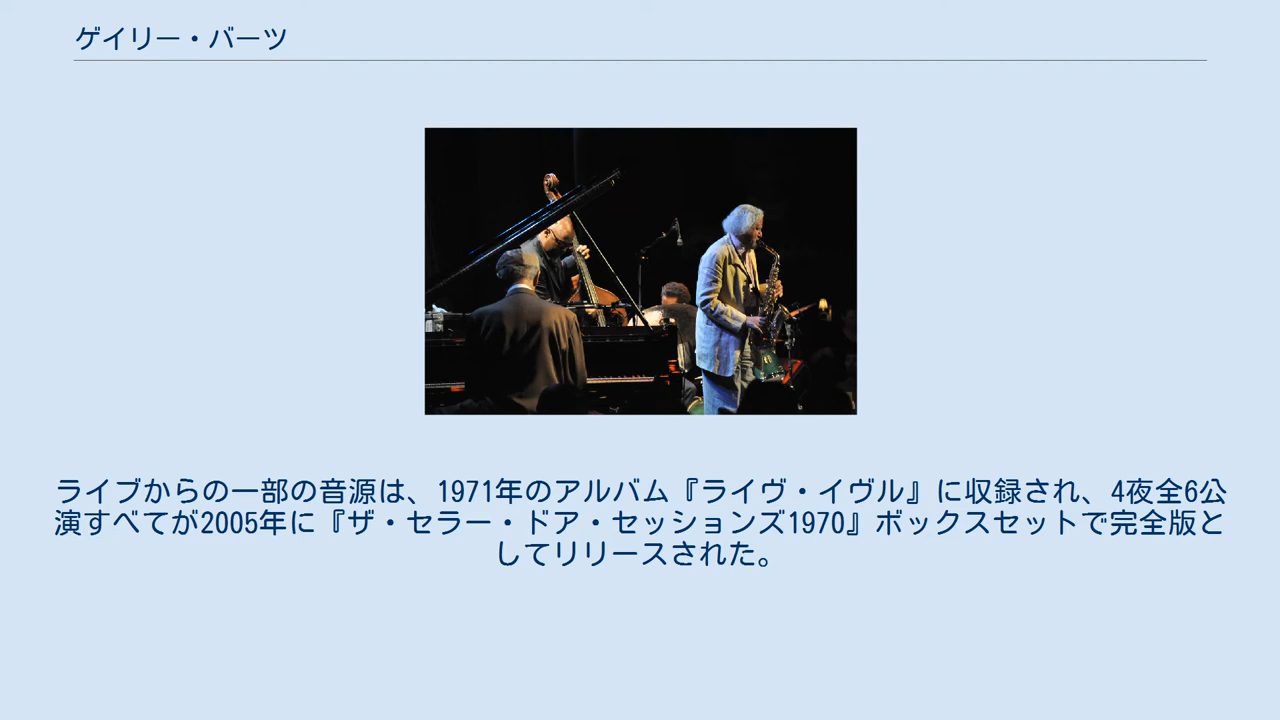 ゲイリー・バーツ
ライブからの一部の音源は、1971年のアルバム『ライヴ・イヴル』に収録され、4夜全6公
演すべてが2005年に『ザ・セラー・ドア・セッションズ1970』ボックスセットで完全版と
してリリースされた。